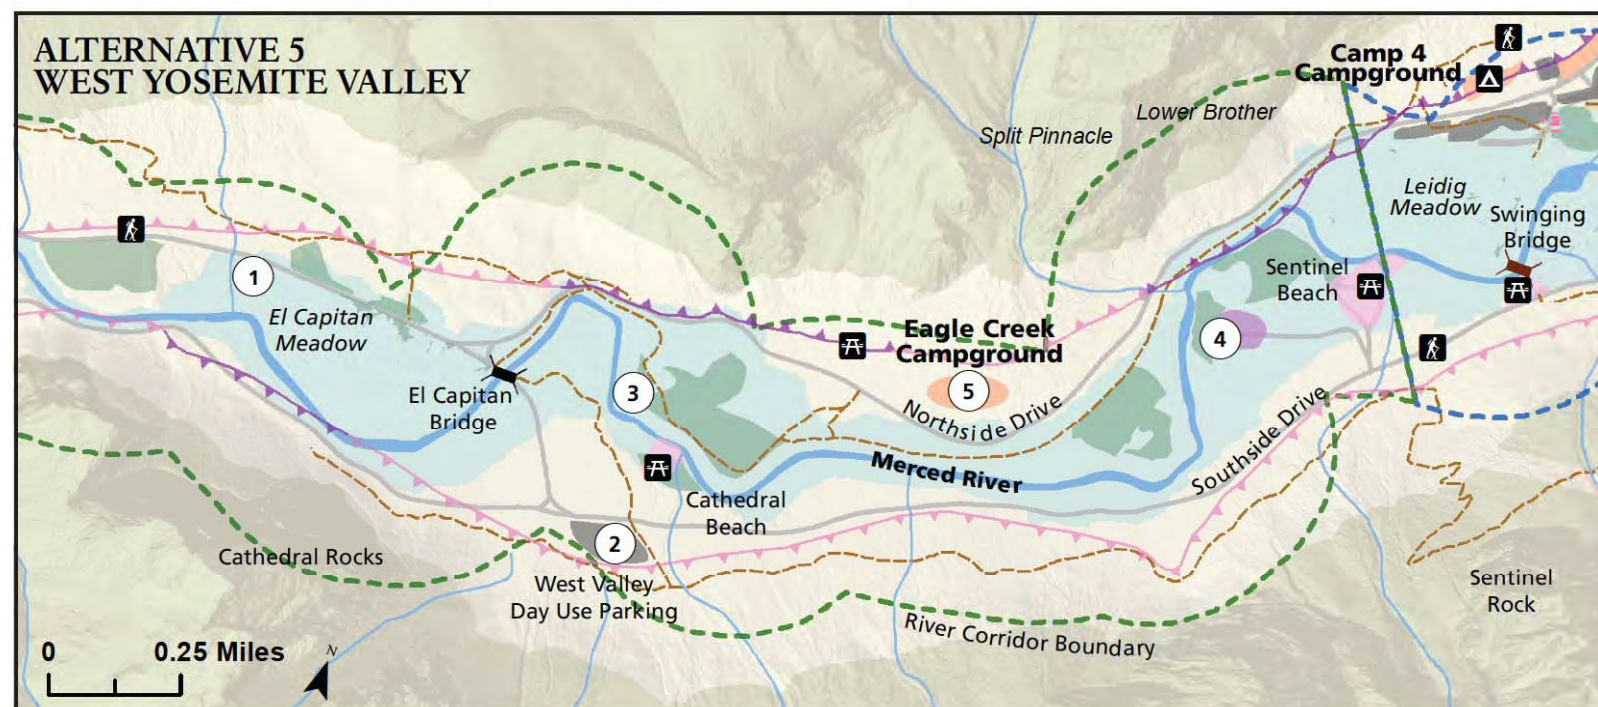 ALTERNATIVE 5
WEST YOSEMITE VALLEY
Camp 4
Campground
Lower Brother
Split Pinnacle
Leidig
Meadow
Swinging
Bridge
Sentinel
Beach
1
El Capitan
Meadow
Eagle Creek
Campground
4
5
3
El Capitan
Bridge
Northside Drive
Southside Drive
Merced River
Cathedral
Beach
2
Cathedral Rocks
West Valley
Day Use Parking
Sentinel
Rock
River Corridor Boundary
0 0.25 Miles
N